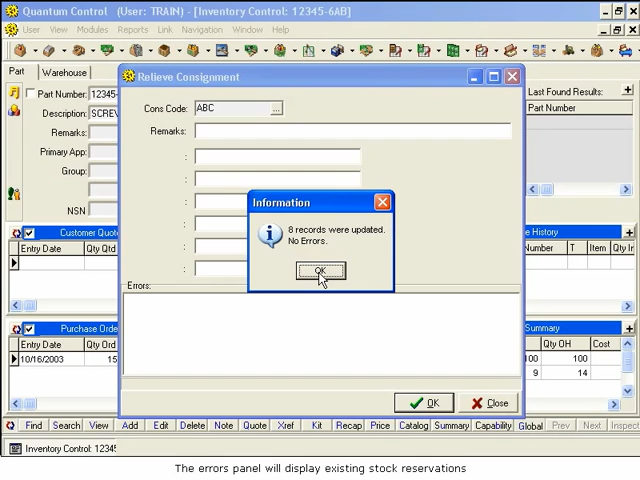 Quantum Control (User: TRAIN) - [Inventory Control: 12345-6AB]
User View Modules Reports Link Navigation Window Help
Part Warehouse
Part Number: 12345-
Description: SCREW
Remarks:
Primary App:
Group:
NSN
Last Found Results:
Part Number
Relieve Consignment
Cons Code: ABC ...
Remarks:
:
:
:
:
:
:
Errors:
OK Close
Information
8 records were updated.
No Errors.
OK
Customer Quot
Entry Date Qty Qtd
e History
Number T Item Qty In
Purchase Orde
Entry Date Qty Ord
10/16/2003 15
Summary
Qty OH Cost
100 100
9 14
Find Search View Add Edit Delete Note Quote Xref Kit Recap Price Catalog Summary Capability Global Prev Next Inspect
Inventory Control: 1234
The errors panel will display existing stock reservations